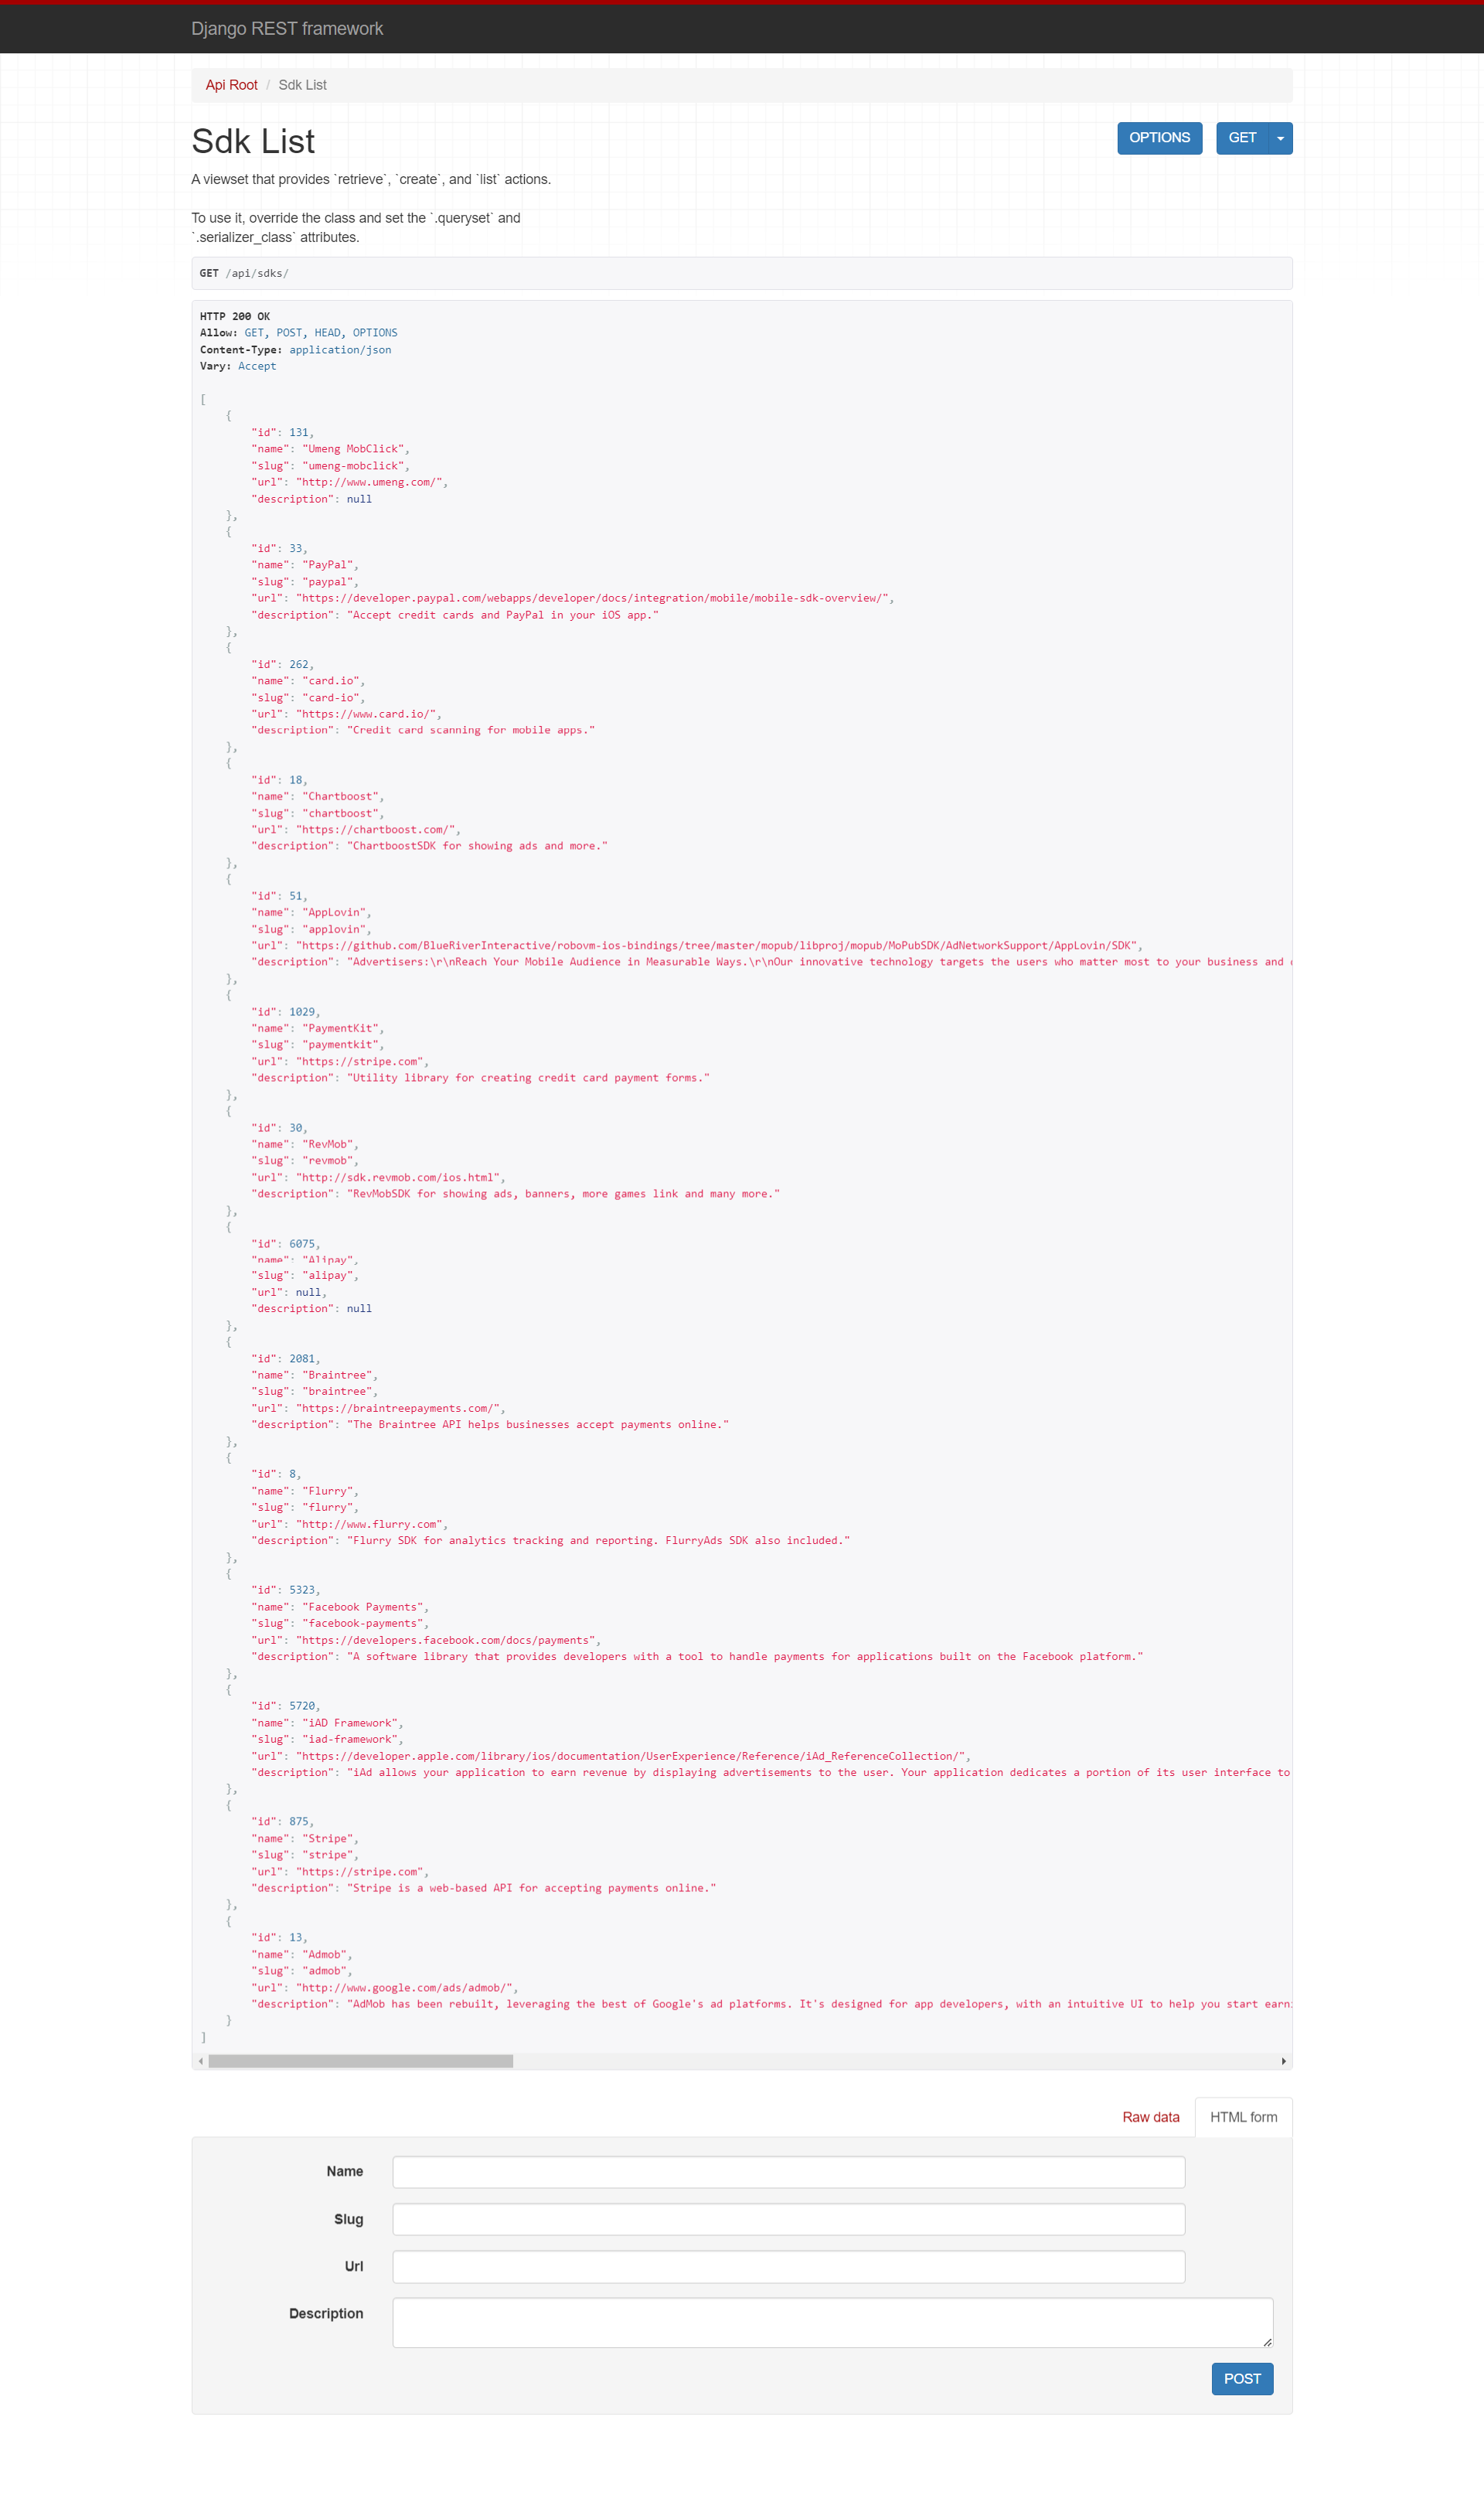 Django REST framework
Api Root / Sdk List
Sdk List
OPTIONS
GET
A viewset that provides `retrieve`, `create`, and `list` actions.
To use it, override the class and set the `.queryset` and
`.serializer_class` attributes.
GET /api/sdks/
HTTP 200 OK
Allow: GET, POST, HEAD, OPTIONS
Content-Type: application/json
Vary: Accept
[
{
"id": 131,
"name": "Umeng MobClick",
"slug": "umeng-mobclick",
"url": "http://www.umeng.com/",
"description": null
},
{
"id": 33,
"name": "PayPal",
"slug": "paypal",
"url": "https://developer.paypal.com/webapps/developer/docs/integration/mobile/mobile-sdk-overview/",
"description": "Accept credit cards and PayPal in your iOS app."
},
{
"id": 262,
"name": "card.io",
"slug": "card-io",
"url": "https://www.card.io/",
"description": "Credit card scanning for mobile apps."
},
{
"id": 18,
"name": "Chartboost",
"slug": "chartboost",
"url": "https://chartboost.com/",
"description": "ChartboostSDK for showing ads and more."
},
{
"id": 51,
"name": "AppLovin",
"slug": "applovin",
"url": "https://github.com/BlueRiverInteractive/robovm-ios-bindings/tree/master/mopub/libproj/mopub/MoPubSDK/AdNetworkSupport/AppLovin/SDK",
"description": "Advertisers:\r\nReach Your Mobile Audience in Measurable Ways.\r\nOur innovative technology targets the users who matter most to your business and
},
{
"id": 1029,
"name": "PaymentKit",
"slug": "paymentkit",
"url": "https://stripe.com",
"description": "Utility library for creating credit card payment forms."
},
{
"id": 30,
"name": "RevMob",
"slug": "revmob",
"url": "http://sdk.revmob.com/ios.html",
"description": "RevMobSDK for showing ads, banners, more games link and many more."
},
{
"id": 6075,
"name": "Alipay",
"slug": "alipay",
"url": null,
"description": null
},
{
"id": 2081,
"name": "Braintree",
"slug": "braintree",
"url": "https://braintreepayments.com/",
"description": "The Braintree API helps businesses accept payments online."
},
{
"id": 8,
"name": "Flurry",
"slug": "flurry",
"url": "http://www.flurry.com",
"description": "Flurry SDK for analytics tracking and reporting. FlurryAds SDK also included."
},
{
"id": 5323,
"name": "Facebook Payments",
"slug": "facebook-payments",
"url": "https://developers.facebook.com/docs/payments",
"description": "A software library that provides developers with a tool to handle payments for applications built on the Facebook platform."
},
{
"id": 5720,
"name": "iAD Framework",
"slug": "iad-framework",
"url": "https://developer.apple.com/library/ios/documentation/UserExperience/Reference/iAd_ReferenceCollection/",
"description": "iAd allows your application to earn revenue by displaying advertisements to the user. Your application dedicates a portion of its user interface to
},
{
"id": 875,
"name": "Stripe",
"slug": "stripe",
"url": "https://stripe.com",
"description": "Stripe is a web-based API for accepting payments online."
},
{
"id": 13,
"name": "Admob",
"slug": "admob",
"url": "http://www.google.com/ads/admob/",
"description": "AdMob has been rebuilt, leveraging the best of Google's ad platforms. It's designed for app developers, with an intuitive UI to help you start earni
}
]
Raw data
HTML form
Name
Slug
Url
Description
POST